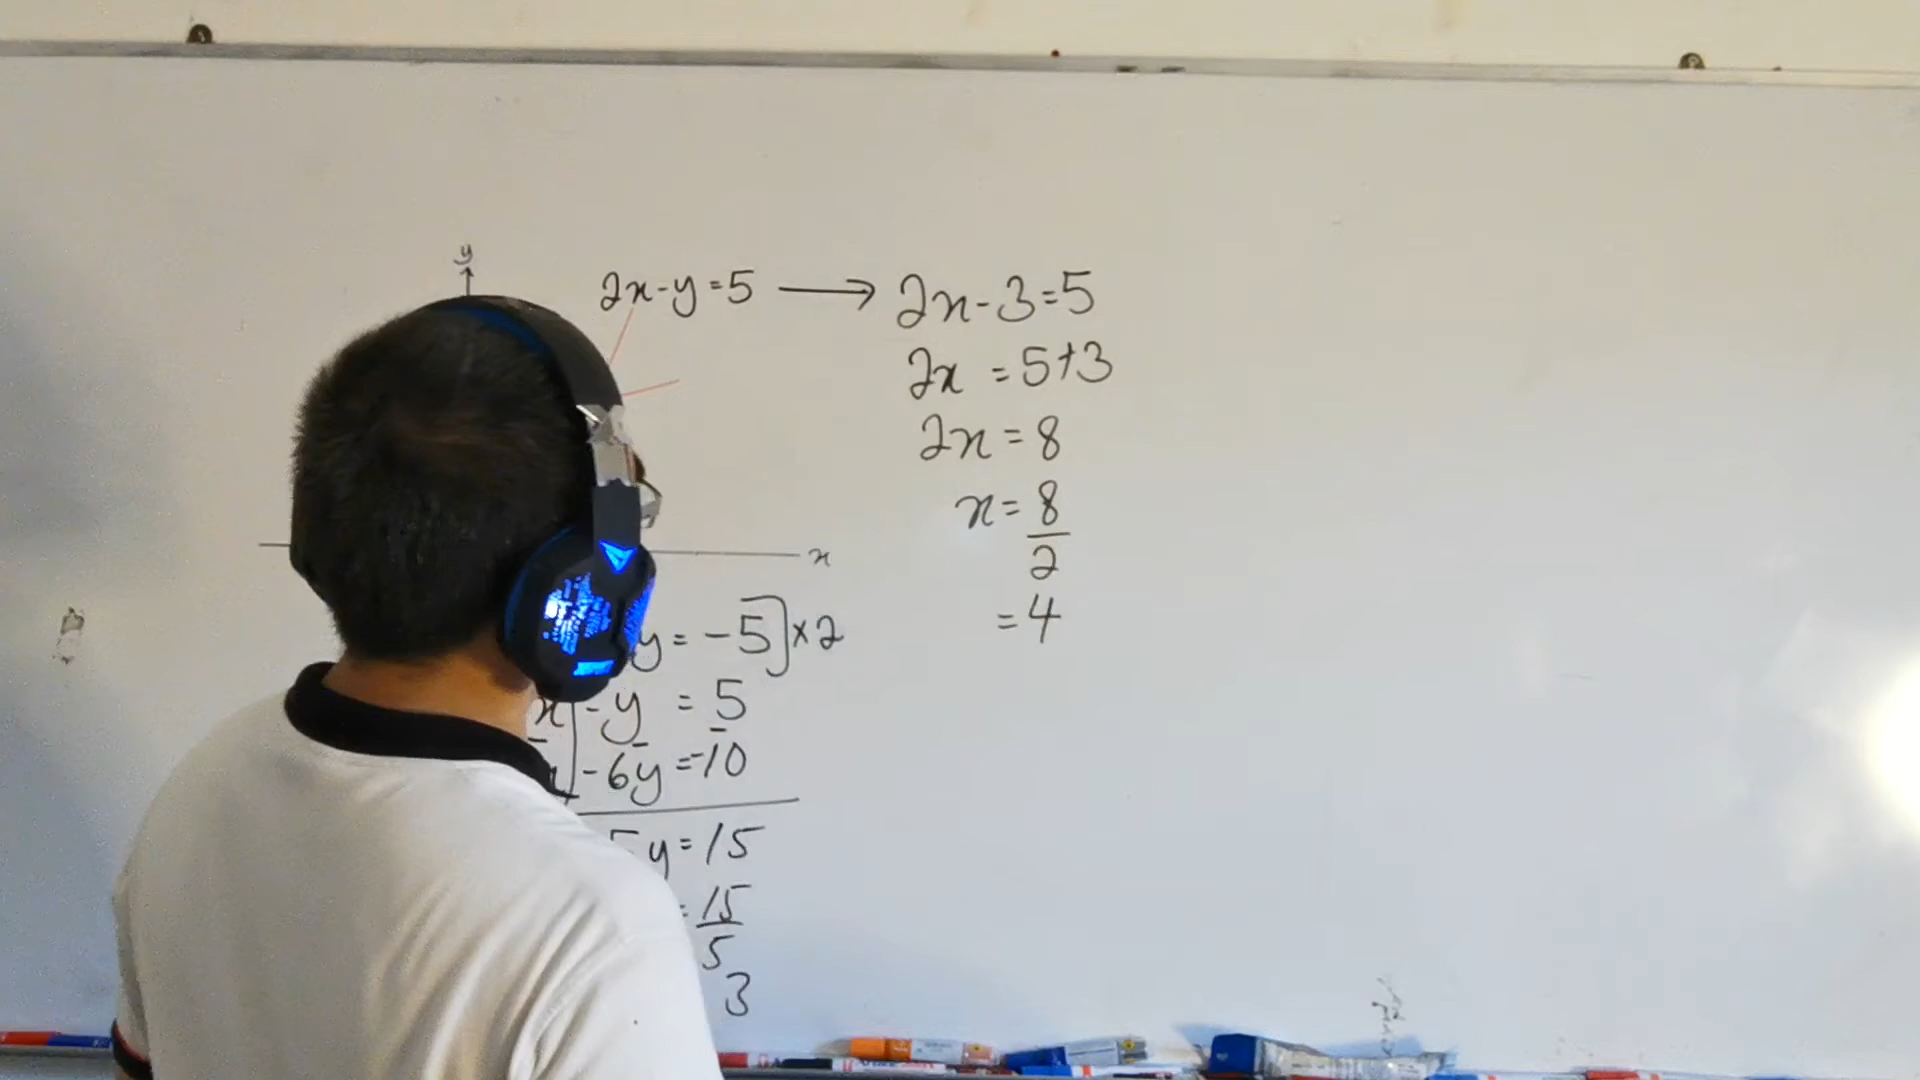 y
2x-y=5 → 2x-3=5
2x = 5+3
2x = 8
x = 8/2
= 4
x
y = -5] ×2
x - y = 5
- 6y = -10
5y = 15
= 15/5
3